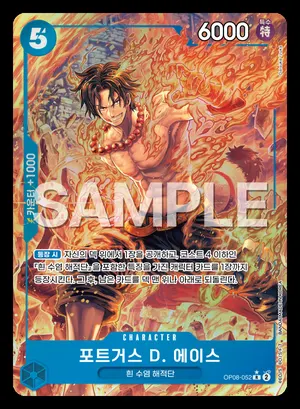 5
6000
특수
特
카운터 +1000
SAMPLE
등장 시 자신의 덱 위에서 1장을 공개하고, 코스트 4 이하인
「흰 수염 해적단」을 포함한 특징을 가진 캐릭터 카드를 1장까지
등장시킨다. 그 후, 남은 카드를 덱 맨 위나 아래로 되돌린다.
CHARACTER
포트거스 D. 에이스
흰 수염 해적단
OP08-052 R 2